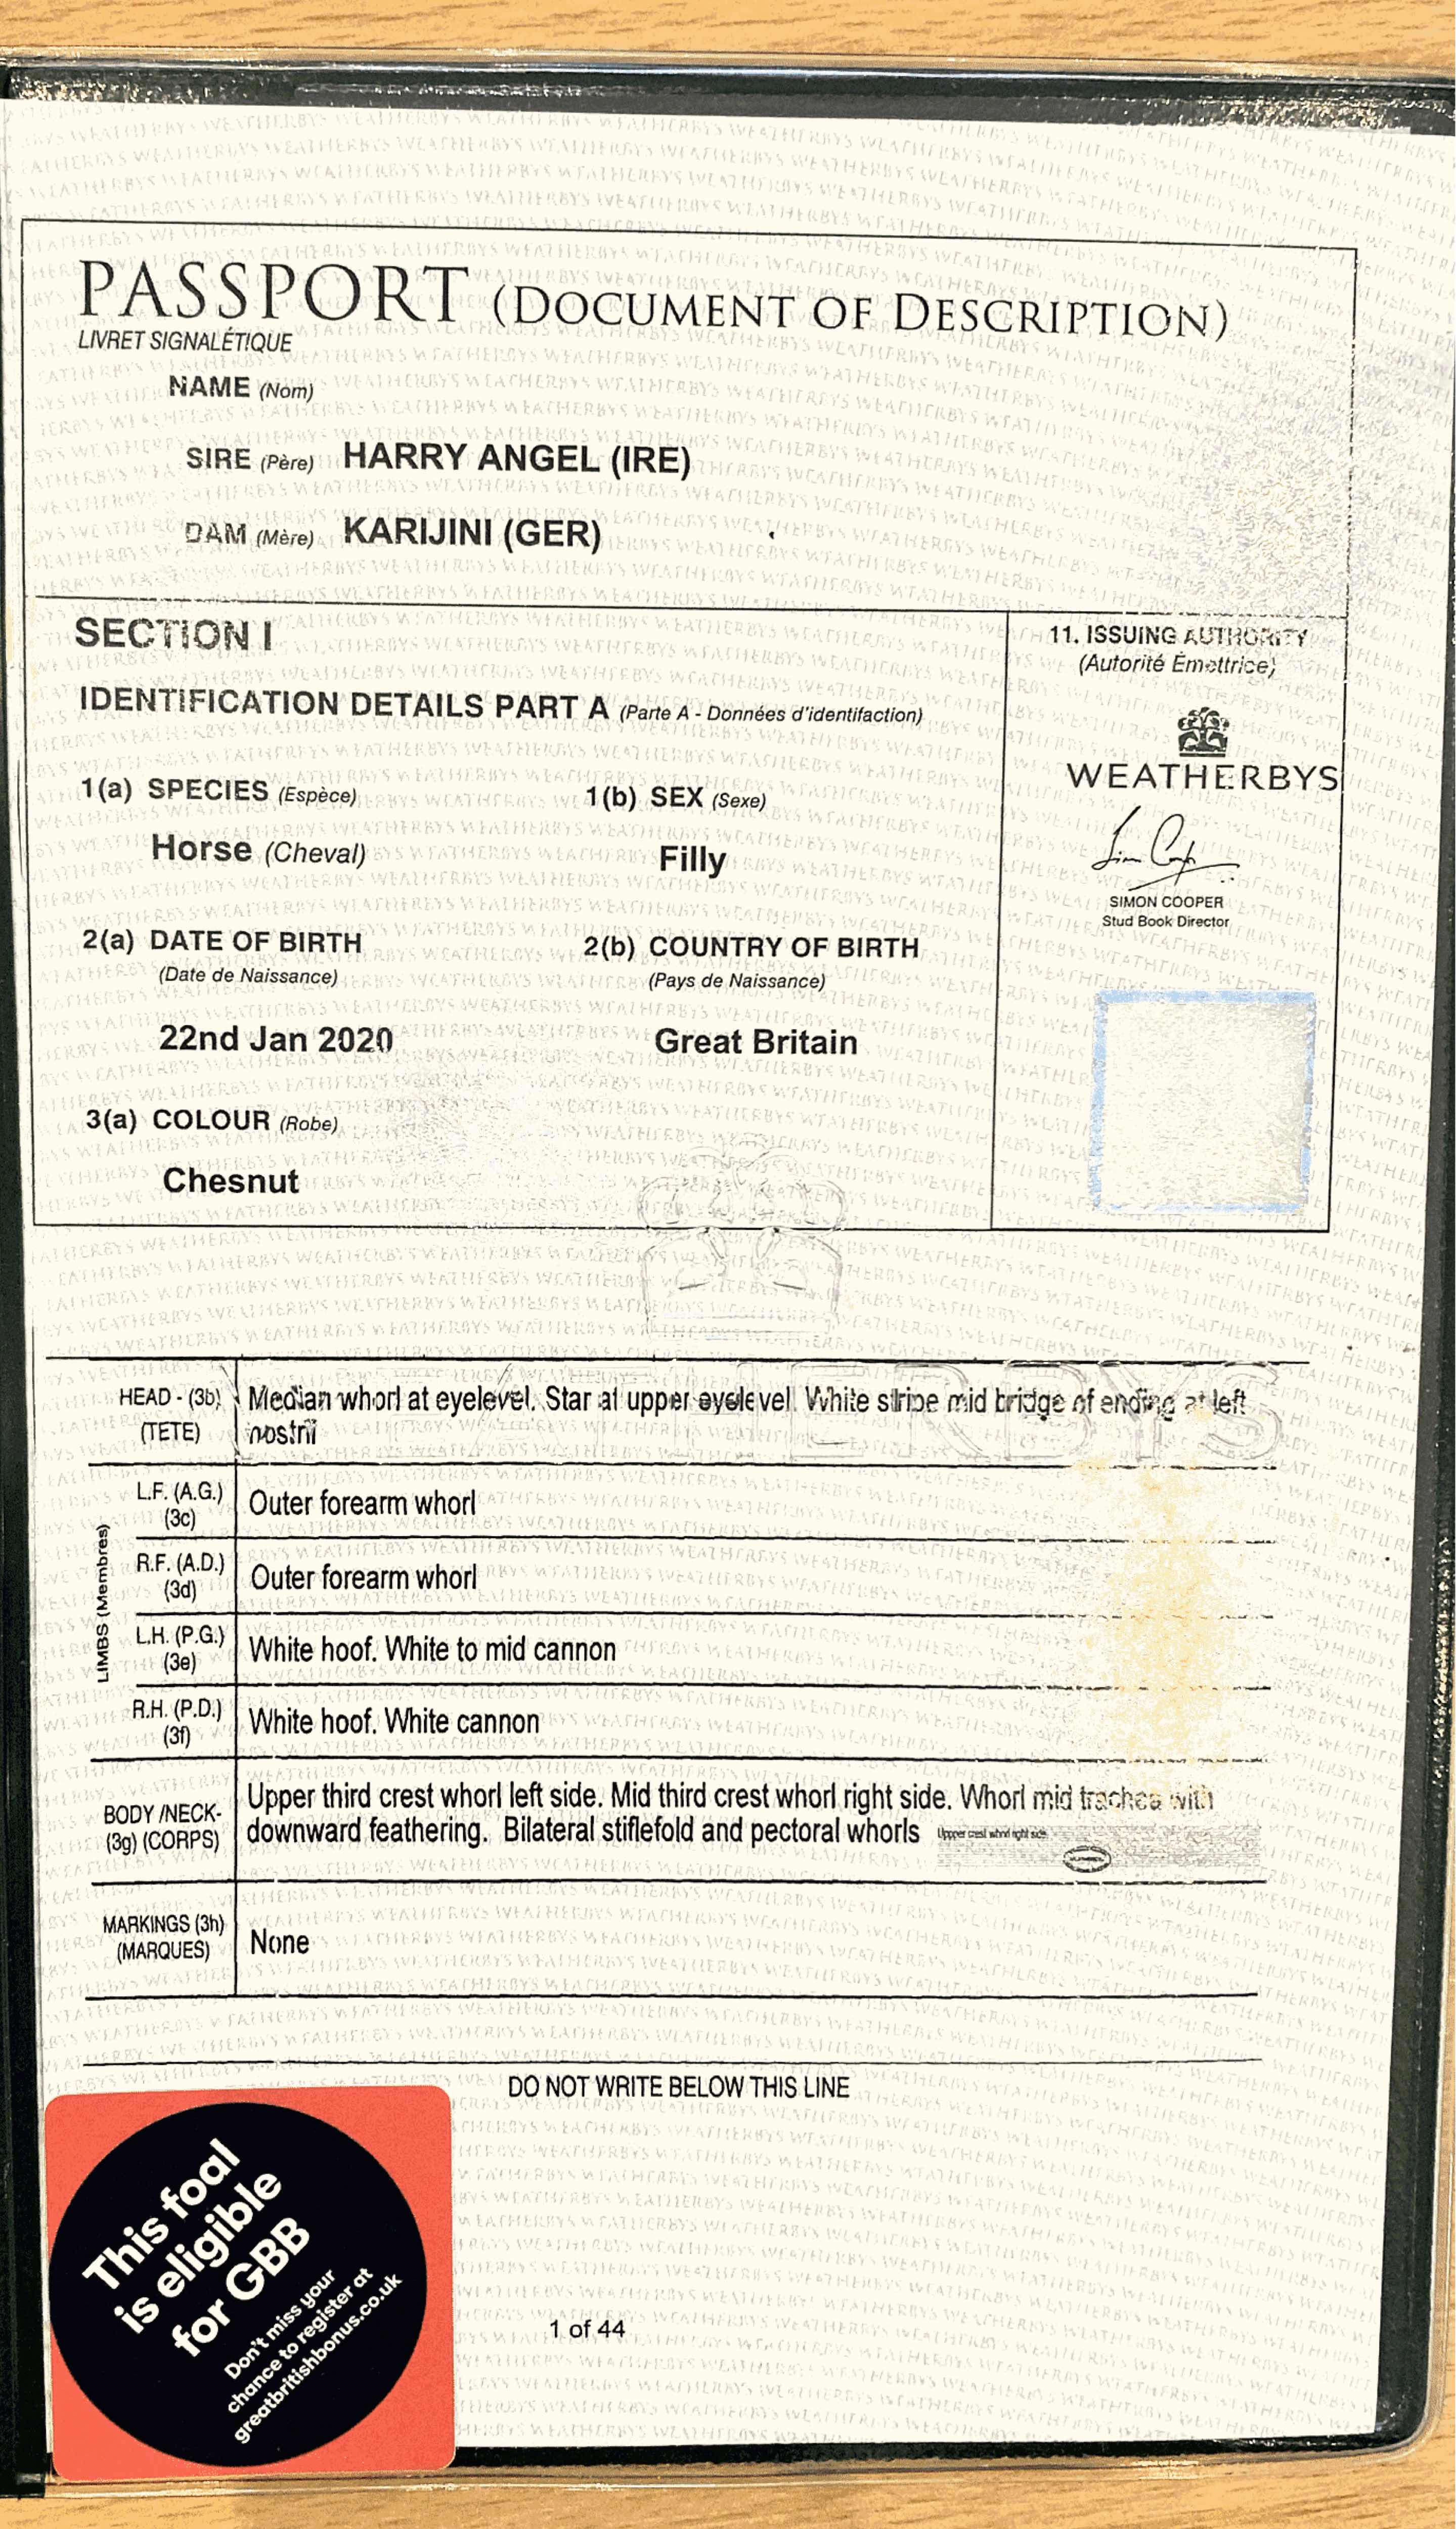 PASSPORT (DOCUMENT OF DESCRIPTION)
LIVRET SIGNALÉTIQUE
NAME (Nom)
SIRE (Père) HARRY ANGEL (IRE)
DAM (Mère) KARIJINI (GER)
SECTION I
IDENTIFICATION DETAILS PART A (Parte A - Données d'identifaction)
1(a) SPECIES (Espèce)
1(b) SEX (Sexe)
Horse (Cheval)
Filly
2(a) DATE OF BIRTH
(Date de Naissance)
2(b) COUNTRY OF BIRTH
(Pays de Naissance)
22nd Jan 2020
Great Britain
3(a) COLOUR (Robe)
Chesnut
11. ISSUING AUTHORITY
(Autorité Émettrice)
WEATHERBYS
SIMON COOPER
Stud Book Director
HEAD - (3b)
(TETE)
Median whorl at eyelevel. Star at upper eyelevel. White stripe mid bridge of ending at left
nostril
LIMBS (Membres)
L.F. (A.G.)
(3c)
Outer forearm whorl
R.F. (A.D.)
(3d)
Outer forearm whorl
L.H. (P.G.)
(3e)
White hoof. White to mid cannon
R.H. (P.D.)
(3f)
White hoof. White cannon
BODY /NECK-
(3g) (CORPS)
Upper third crest whorl left side. Mid third crest whorl right side. Whorl mid trachea with
downward feathering. Bilateral stiflefold and pectoral whorls Upper crest whorl right side
MARKINGS (3h)
(MARQUES)
None
DO NOT WRITE BELOW THIS LINE
This foal
is eligible
for GBB
Don't miss your
chance to register at
greatbritishbonus.co.uk
1 of 44